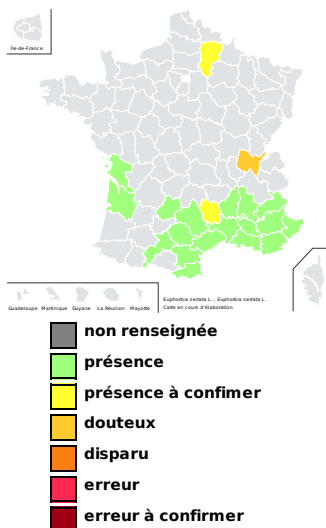 Île-de-France
Guadeloupe Martinique Guyane La Réunion Mayotte
Euphorbia serrata L. , Euphorbia serrata L.
Carte en cours d'élaboration.
non renseignée
présence
présence à confimer
douteux
disparu
erreur
erreur à confirmer